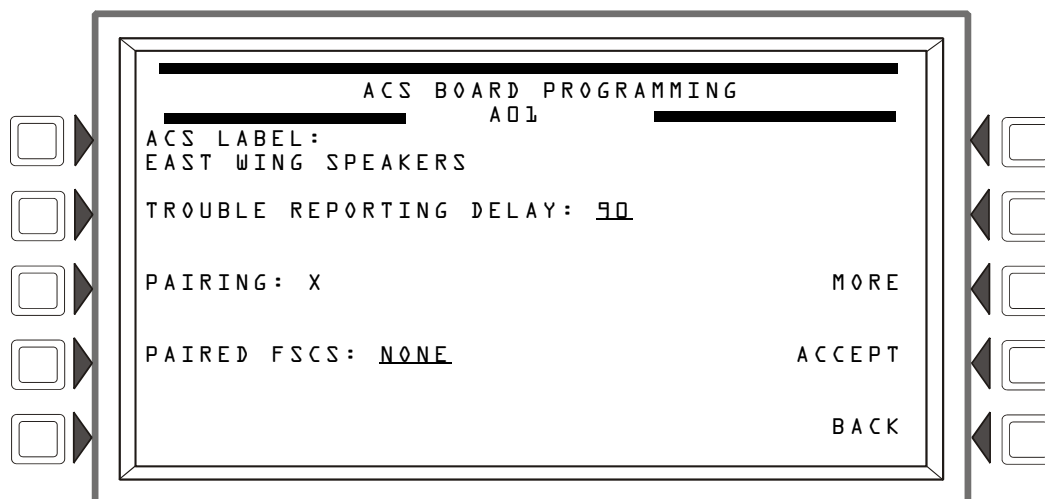 ACS BOARD PROGRAMMING
A01
ACS LABEL:
EAST WING SPEAKERS
TROUBLE REPORTING DELAY: 90
PAIRING: X
MORE
PAIRED FSCS: NONE
ACCEPT
BACK